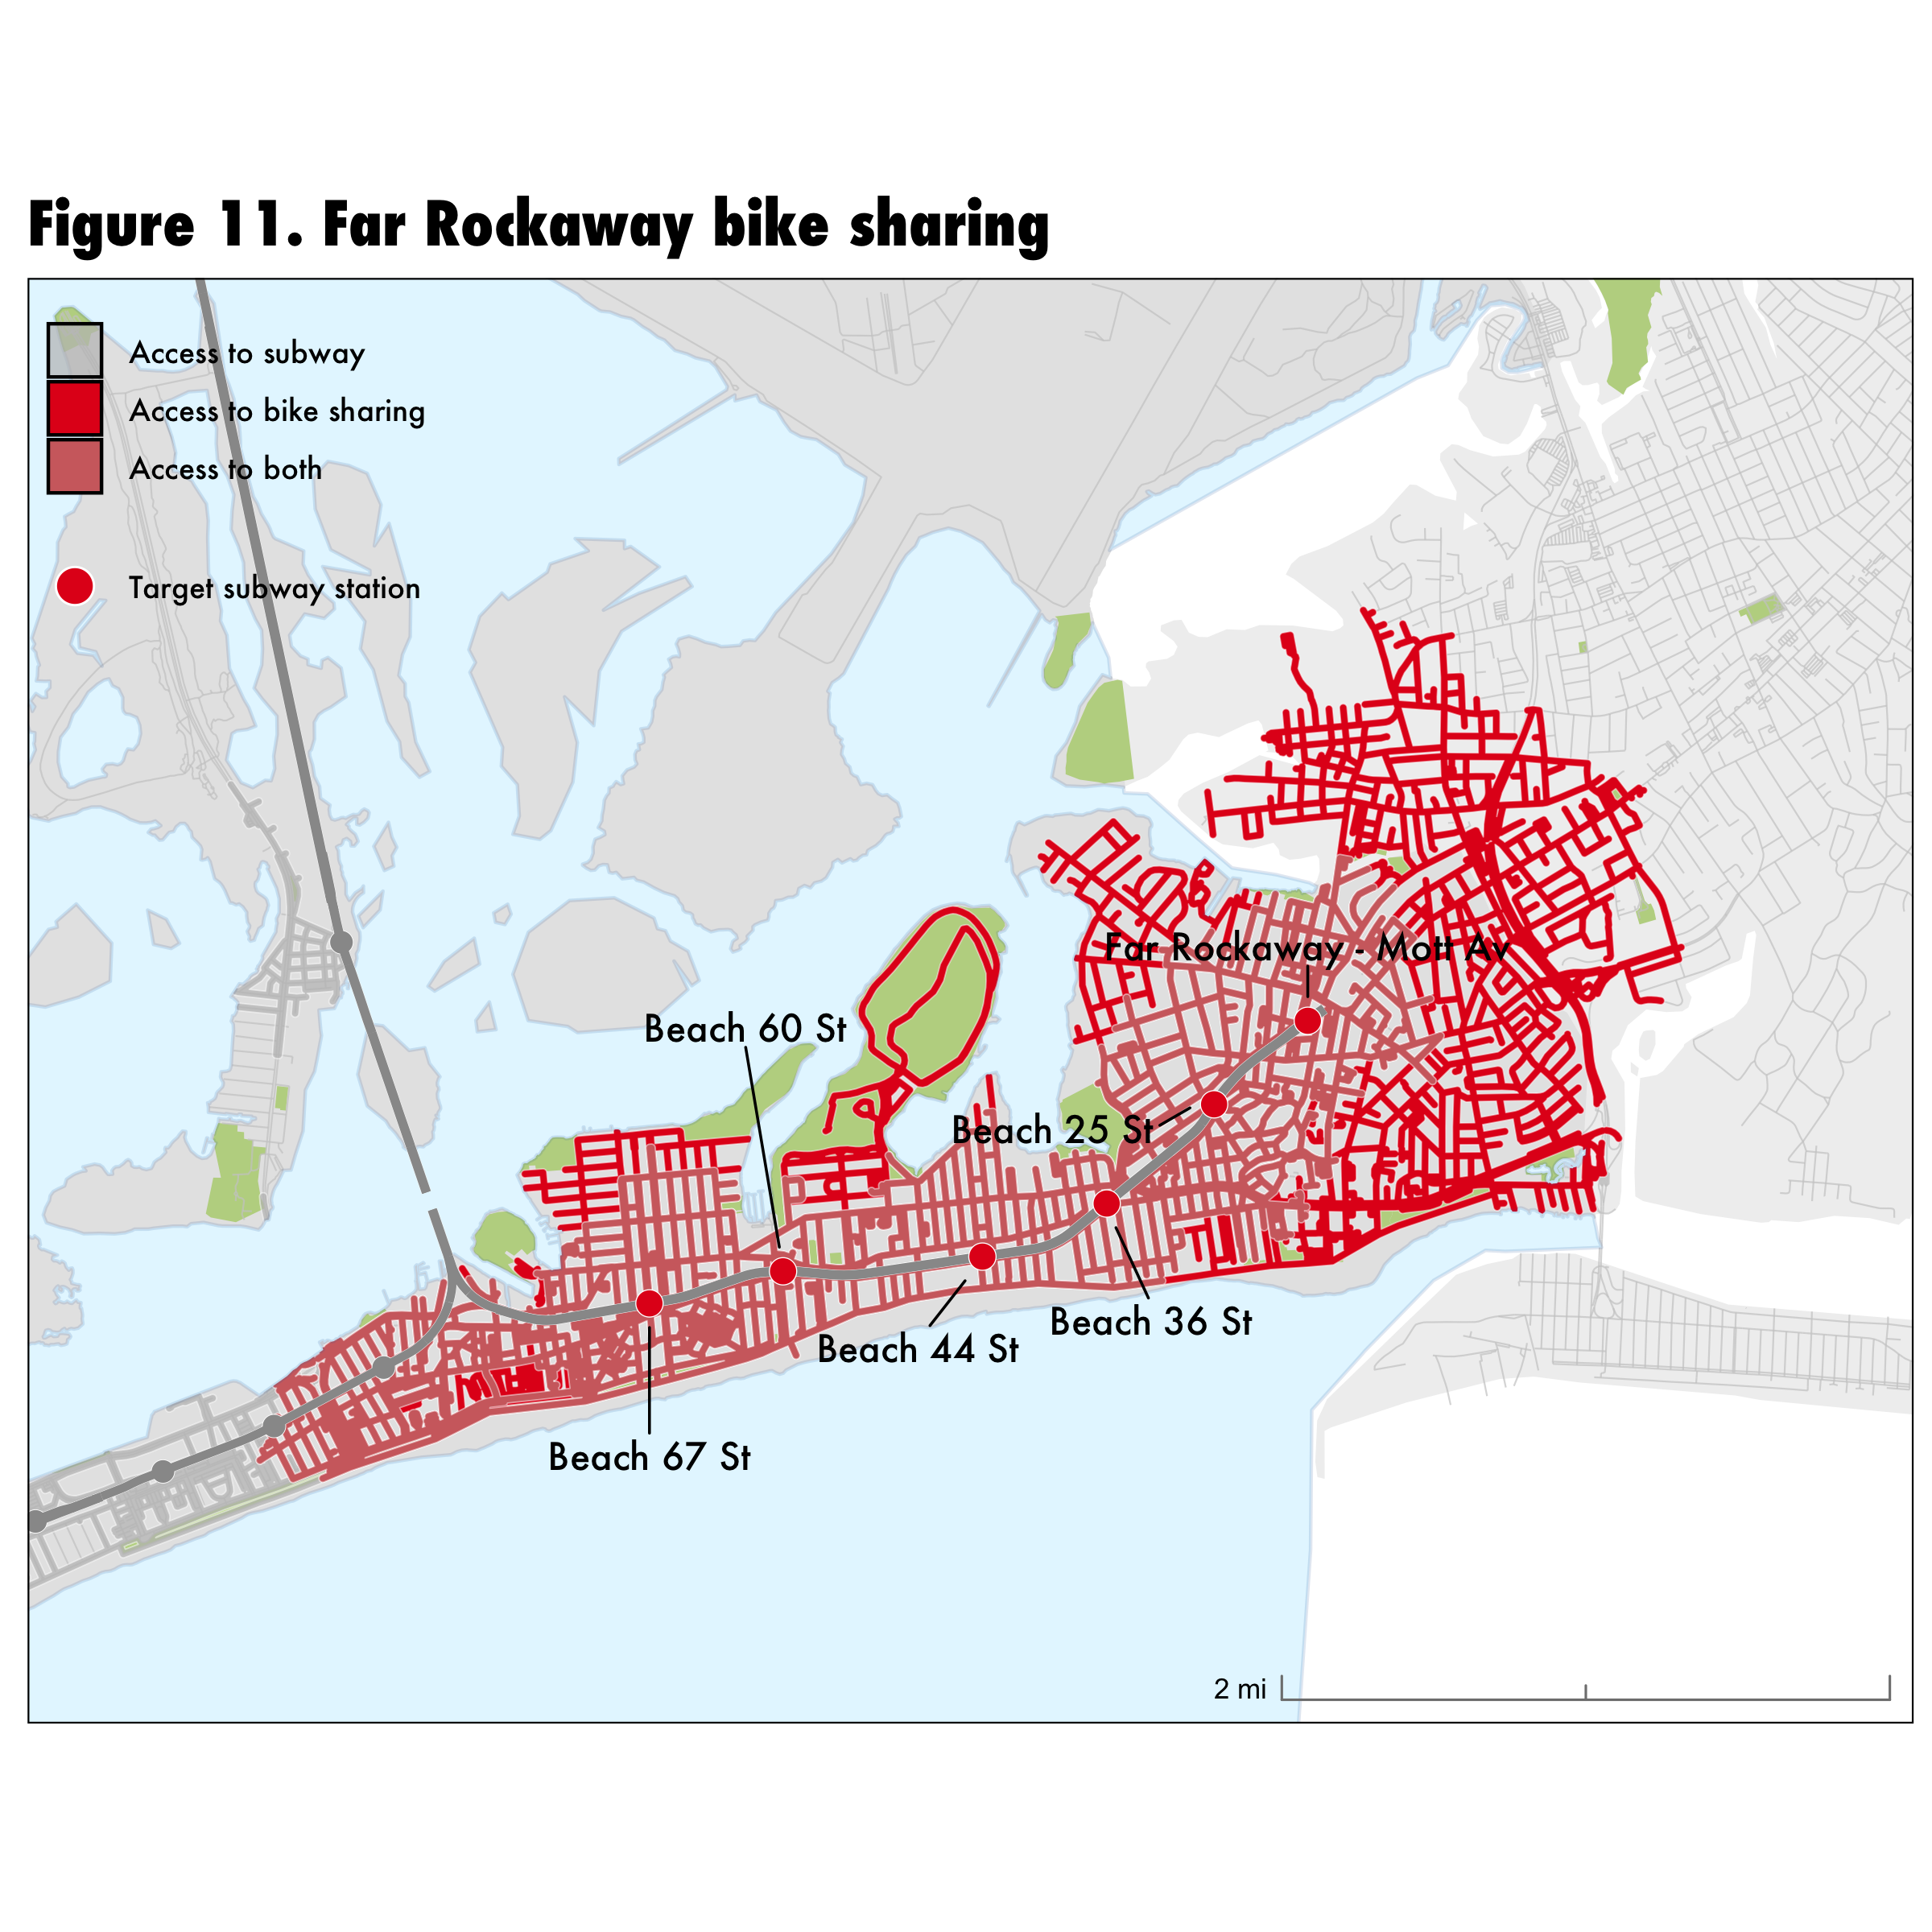 Figure 11. Far Rockaway bike sharing
Access to subway
Access to bike sharing
Access to both
Target subway station
Far Rockaway - Mott Av
Beach 60 St
Beach 25 St
Beach 36 St
Beach 44 St
Beach 67 St
2 mi